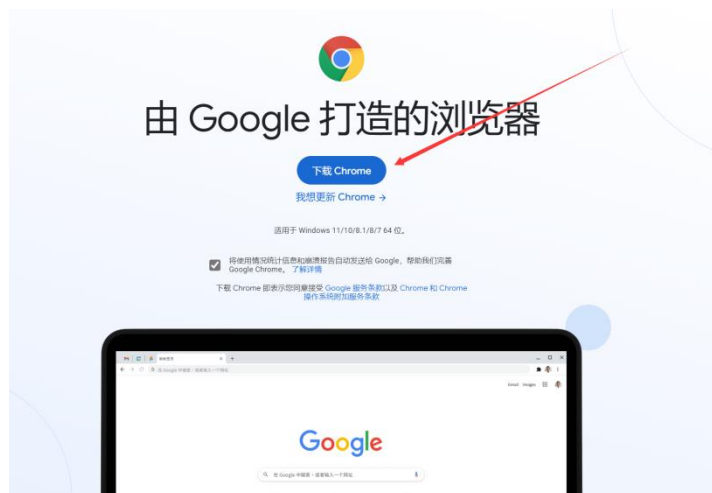 由 Google 打造的浏览器
下载 Chrome
我想更新 Chrome →
适用于 Windows 11/10/8.1/8/7 64 位。
将使用情况统计信息和崩溃报告自动发送给 Google，帮助我们完善
Google Chrome。 了解详情
下载 Chrome 即表示您同意接受 Google 服务条款以及 Chrome 和 Chrome
操作系统附加服务条款
Gmail Images
Google